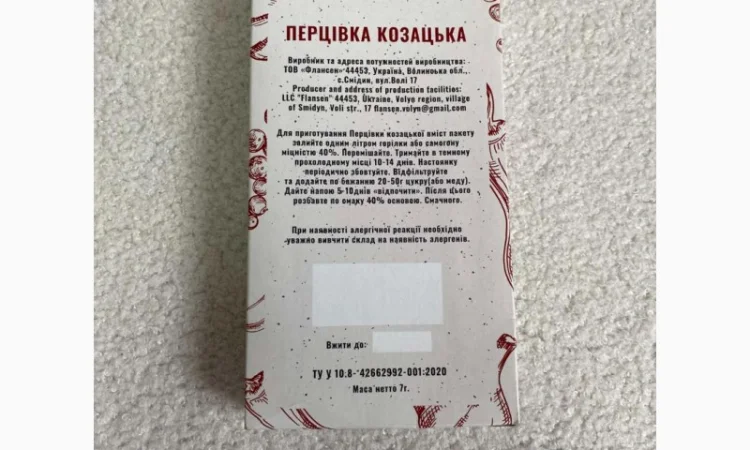 ПЕРЦІВКА КОЗАЦЬКА
Виробник та адреса потужностей виробництва:
ТОВ «Флансен» 44453, Україна, Волинська обл.,
с.Смідин, вул.Волі 17
Producer and address of production facilities:
LLC "Flansen" 44453, Ukraine, Volyn region, village
of Smidyn, Voli str., 17 flansen.volyn@gmail.com
Для приготування Перцівки козацької вміст пакету
залийте одним літром горілки або самогону
міцністю 40%. Перемішайте. Тримайте в темному
прохолодному місці 10-14 днів. Настоянку
періодично збовтуйте. Відфільтруйте
та додайте по бажанню 20-50г цукру(або меду).
Дайте напою 5-10днів «відпочити». Після цього
розбавте по смаку 40% основою. Смачного.
При наявності алергічної реакції необхідно
уважно вивчити склад на наявність алергенів.
Вжити до:
ТУ У 10.8-42662992-001:2020
Маса нетто 7г.